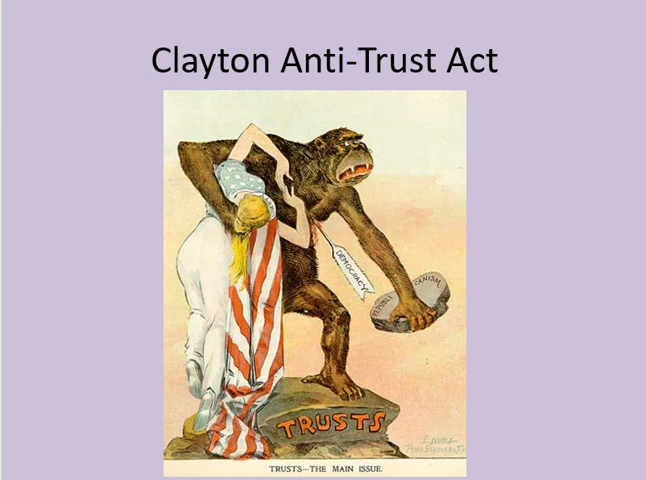 Clayton Anti-Trust Act
DEMOCRACY
REPUBLICANISM
TRUSTS
TRUSTS—THE MAIN ISSUE.